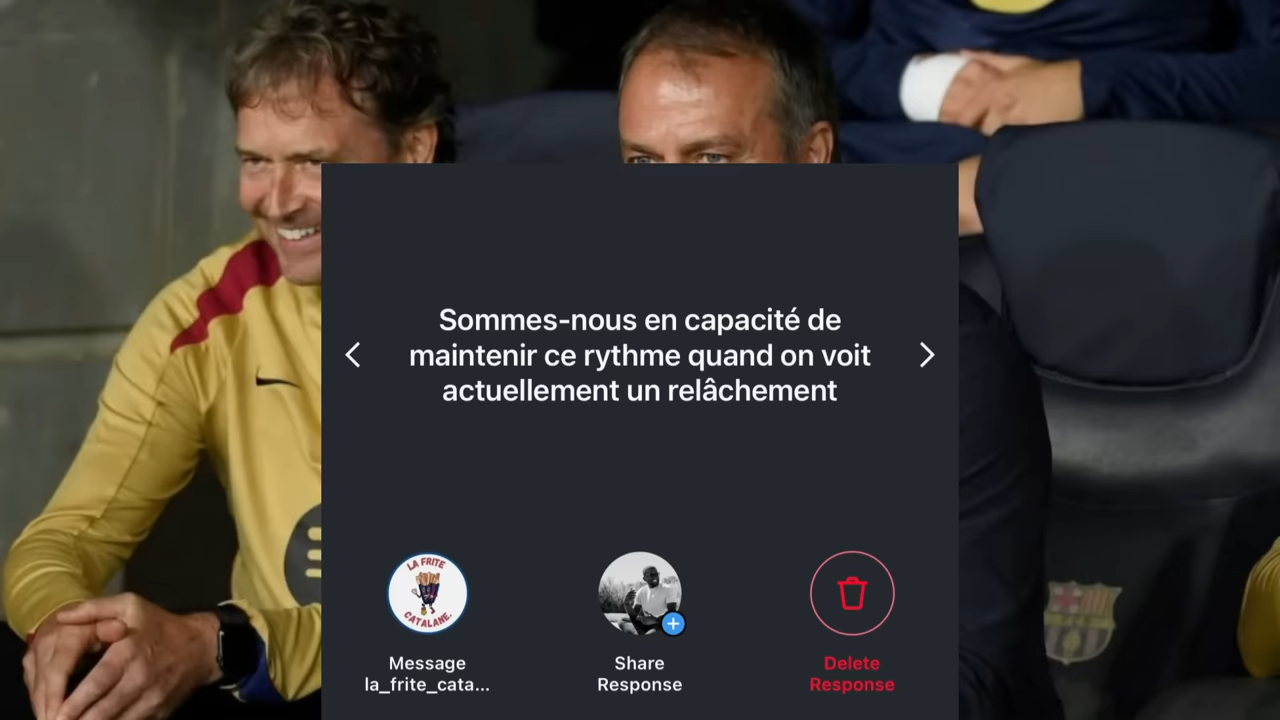 Sommes-nous en capacité de
maintenir ce rythme quand on voit
actuellement un relâchement
LA FRITE
CATALANE.
Message
la_frite_cata...
Share
Response
Delete
Response